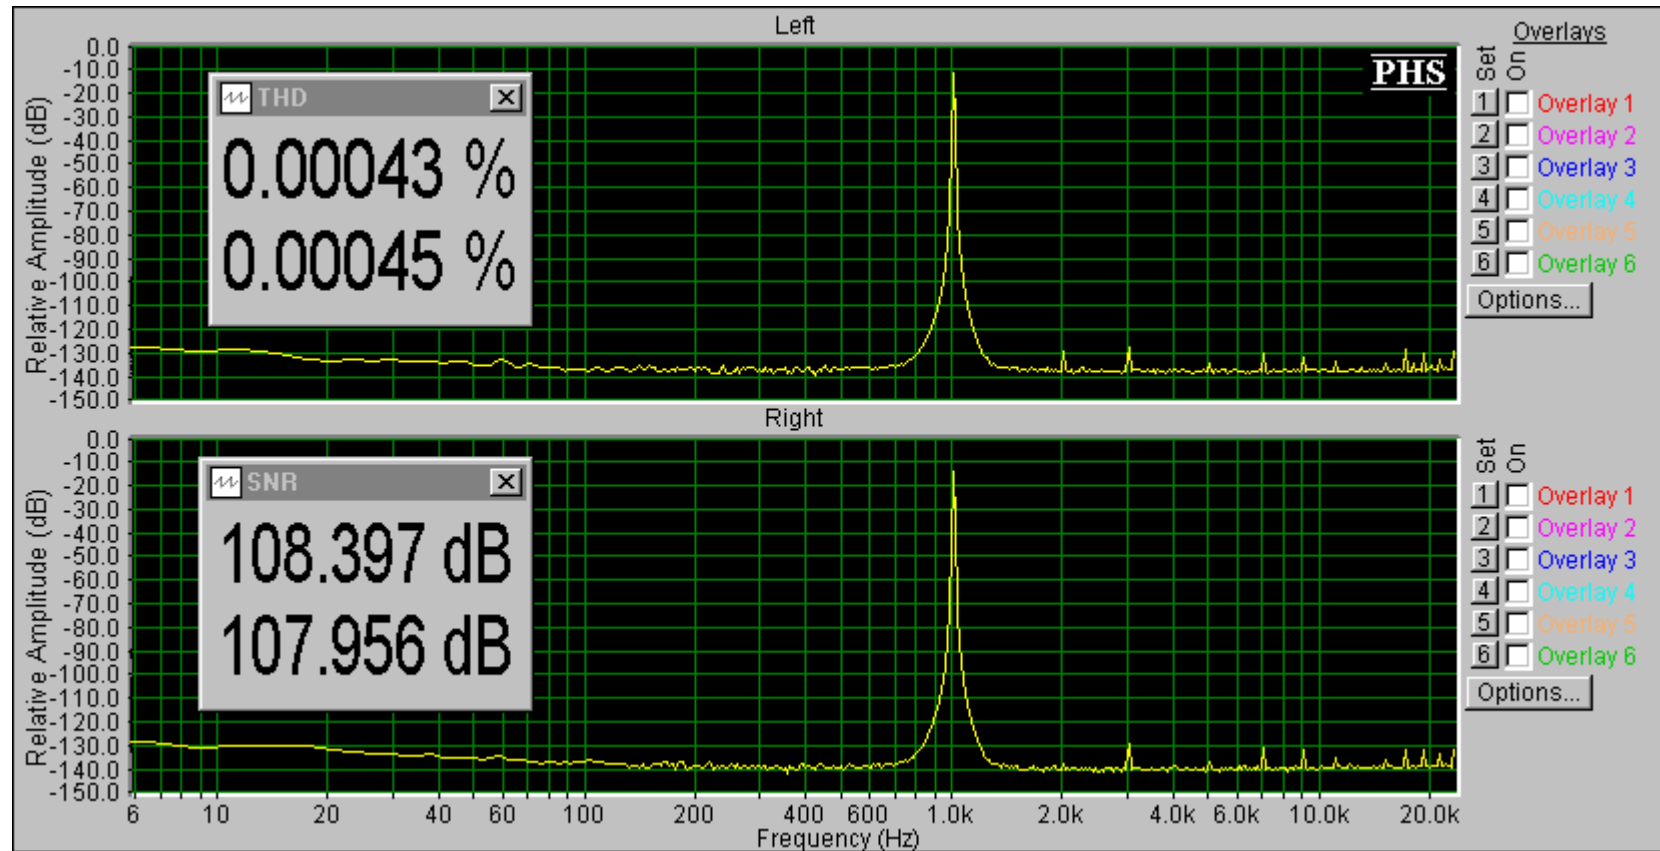 Left
Overlays
Set
On
PHS
Relative Amplitude (dB)
0.0
-10.0
-20.0
-30.0
-40.0
-50.0
-60.0
-70.0
-80.0
-90.0
-100.0
-110.0
-120.0
-130.0
-140.0
-150.0
THD
0.00043 %
0.00045 %
1 Overlay 1
2 Overlay 2
3 Overlay 3
4 Overlay 4
5 Overlay 5
6 Overlay 6
Options...
Right
Set
On
Relative Amplitude (dB)
0.0
-10.0
-20.0
-30.0
-40.0
-50.0
-60.0
-70.0
-80.0
-90.0
-100.0
-110.0
-120.0
-130.0
-140.0
-150.0
SNR
108.397 dB
107.956 dB
1 Overlay 1
2 Overlay 2
3 Overlay 3
4 Overlay 4
5 Overlay 5
6 Overlay 6
Options...
6 10 20 40 60 100 200 400 600 1.0k 2.0k 4.0k 6.0k 10.0k 20.0k
Frequency (Hz)